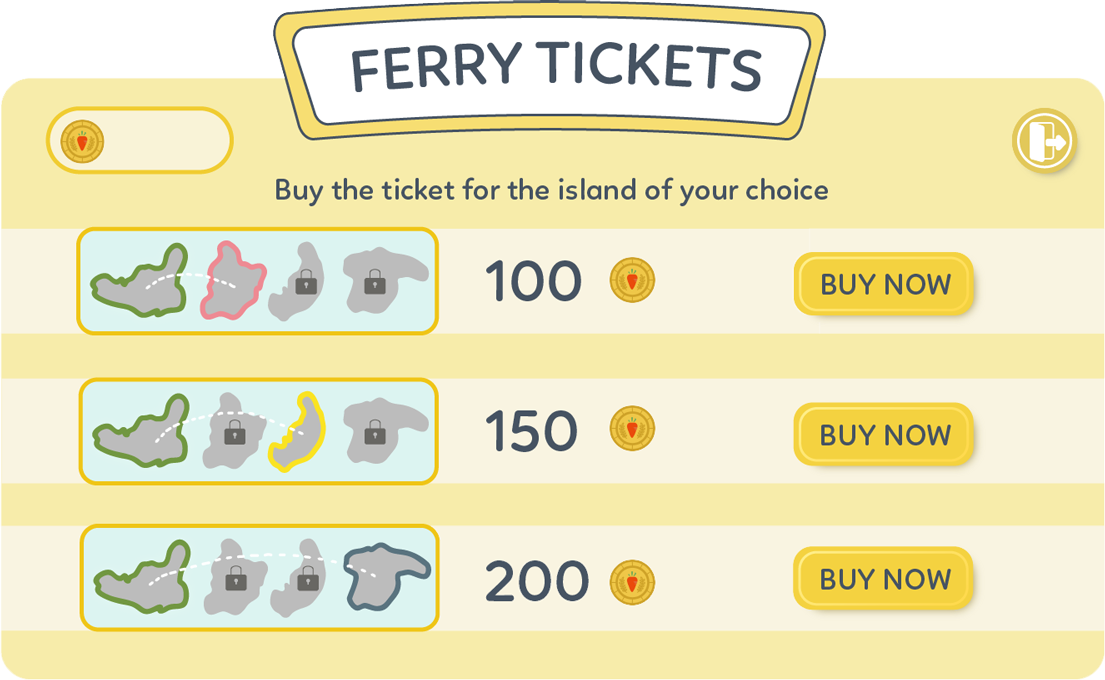 FERRY TICKETS
Buy the ticket for the island of your choice
100 BUY NOW
150 BUY NOW
200 BUY NOW